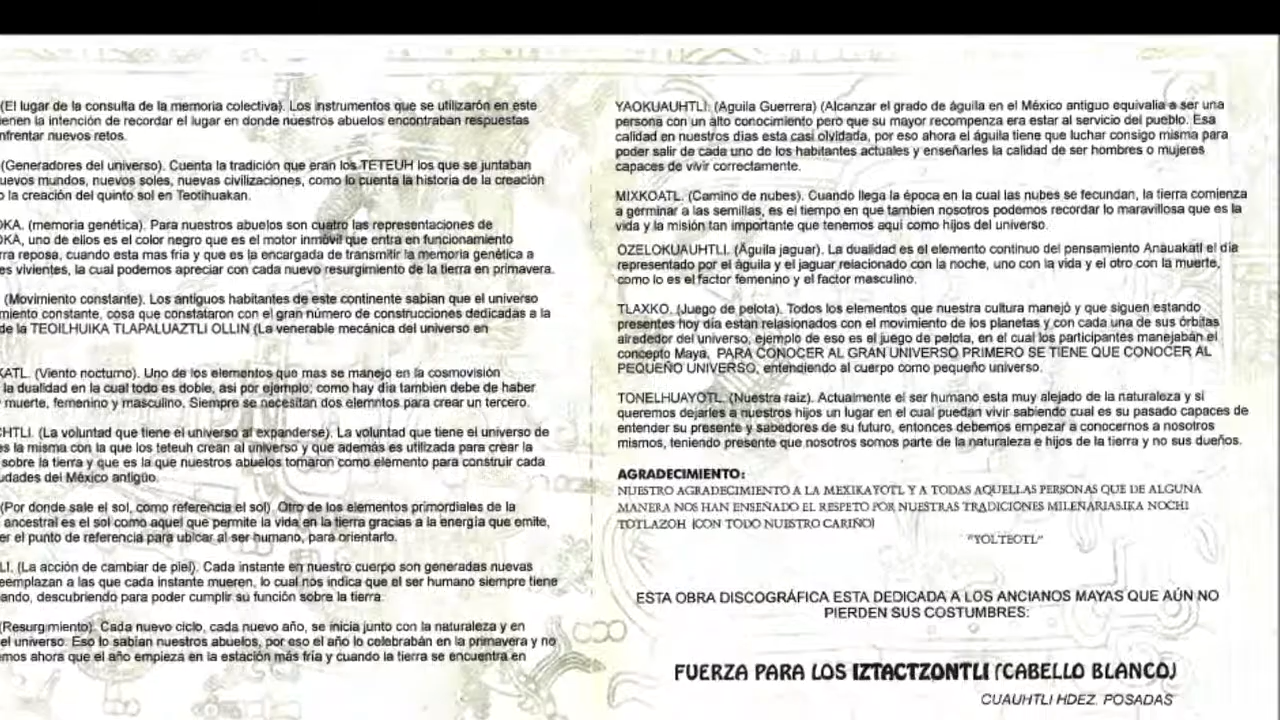 (El lugar de la consulta de la memoria colectiva). Los instrumentos que se utilizarón en este
ienen la intención de recordar el lugar en donde nuestros abuelos encontraban respuestas
nfrentar nuevos retos.
(Generadores del universo). Cuenta la tradición que eran los TETEUH los que se juntaban
uevos mundos, nuevos soles, nuevas civilizaciones, como lo cuenta la historia de la creación
o la creación del quinto sol en Teotihuakan.
OKA. (memoria genética). Para nuestros abuelos son cuatro las representaciones de
OKA, uno de ellos es el color negro que es el motor inmóvil que entra en funcionamiento
rra reposa, cuando esta mas fria y que es la encargada de transmitir la memoria genética a
es vivientes, la cual podemos apreciar con cada nuevo resurgimiento de la tierra en primavera.
(Movimiento constante). Los antiguos habitantes de este continente sabian que el universo
miento constante, cosa que constataron con el gran número de construcciones dedicadas a la
de la TEOILHUIKA TLAPALUAZTLI OLLIN (La venerable mecánica del universo en
KATL. (Viento nocturno). Uno de los elementos que mas se manejo en la cosmovisión
la dualidad en la cual todo es doble, asi por ejemplo: como hay día tambien debe de haber
muerte, femenino y masculino. Siempre se necesitan dos elemntos para crear un tercero.
CHTLI. (La voluntad que tiene el universo al expanderse). La voluntad que tiene el universo de
es la misma con la que los teteuh crean al universo y que además es utilizada para crear la
sobre la tierra y que es la que nuestros abuelos tomaron como elemento para construir cada
udades del México antigüo.
(Por donde sale el sol, como referencia el sol). Otro de los elementos primordiales de la
ancestral es el sol como aquel que permite la vida en la tierra gracias a la energía que emite,
er el punto de referencia para ubicar al ser humano, para orientarlo.
LI. (La acción de cambiar de piel). Cada instante en nuestro cuerpo son generadas nuevas
eemplazan a las que cada instante mueren, lo cual nos indica que el ser humano siempre tiene
ando, descubriendo para poder cumplir su función sobre la tierra.
(Resurgimiento). Cada nuevo ciclo, cada nuevo año, se inicia junto con la naturaleza y en
el universo. Eso lo sabían nuestros abuelos, por eso el año lo celebrabán en la primavera y no
emos ahora que el año empieza en la estación más fría y cuando la tierra se encuentra en
YAOKUAUHTLI. (Aguila Guerrera) (Alcanzar el grado de águila en el México antiguo equivalia a ser una
persona con un alto conocimiento pero que su mayor recompenza era estar al servicio del pueblo. Esa
calidad en nuestros días esta casi olvidada, por eso ahora el águila tiene que luchar consigo misma para
poder salir de cada uno de los habitantes actuales y enseñarles la calidad de ser hombres o mujeres
capaces de vivir correctamente.
MIXKOATL. (Camino de nubes). Cuando llega la época en la cual las nubes se fecundan, la tierra comienza
a germinar a las semillas, es el tiempo en que tambien nosotros podemos recordar lo maravillosa que es la
vida y la misión tan importante que tenemos aquí como hijos del universo.
OZELOKUAUHTLI. (Águila jaguar). La dualidad es el elemento continuo del pensamiento Anauakatl el día
representado por el águila y el jaguar relacionado con la noche, uno con la vida y el otro con la muerte,
como lo es el factor femenino y el factor masculino.
TLAXKO. (Juego de pelota). Todos los elementos que nuestra cultura manejó y que siguen estando
presentes hoy día están relasionados con el movimiento de los planetas y con cada una de sus órbitas
alrededor del universo, ejemplo de eso es el juego de pelota, en el cual los participantes manejabán el
concepto Maya, PARA CONOCER AL GRAN UNIVERSO PRIMERO SE TIENE QUE CONOCER AL
PEQUEÑO UNIVERSO, entendiendo al cuerpo como pequeño universo.
TONELHUAYOTL. (Nuestra raíz). Actualmente el ser humano esta muy alejado de la naturaleza y si
queremos dejarles a nuestros hijos un lugar en el cual puedan vivir sabiendo cual es su pasado capaces de
entender su presente y sabedores de su futuro, entonces debemos empezar a conocernos a nosotros
mismos, teniendo presente que nosotros somos parte de la naturaleza e hijos de la tierra y no sus dueños.
AGRADECIMIENTO:
NUESTRO AGRADECIMIENTO A LA MEXIKAYOTL Y A TODAS AQUELLAS PERSONAS QUE DE ALGUNA
MANERA NOS HAN ENSEÑADO EL RESPETO POR NUESTRAS TRADICIONES MILENARIAS.IKA NOCHI
TOTLAZOH (CON TODO NUESTRO CARIÑO)
"YOLTEOTL"
ESTA OBRA DISCOGRÁFICA ESTA DEDICADA A LOS ANCIANOS MAYAS QUE AÚN NO
PIERDEN SUS COSTUMBRES:
FUERZA PARA LOS IZTACTZONTLI (CABELLO BLANCO)
CUAUHTLI HDEZ. POSADAS